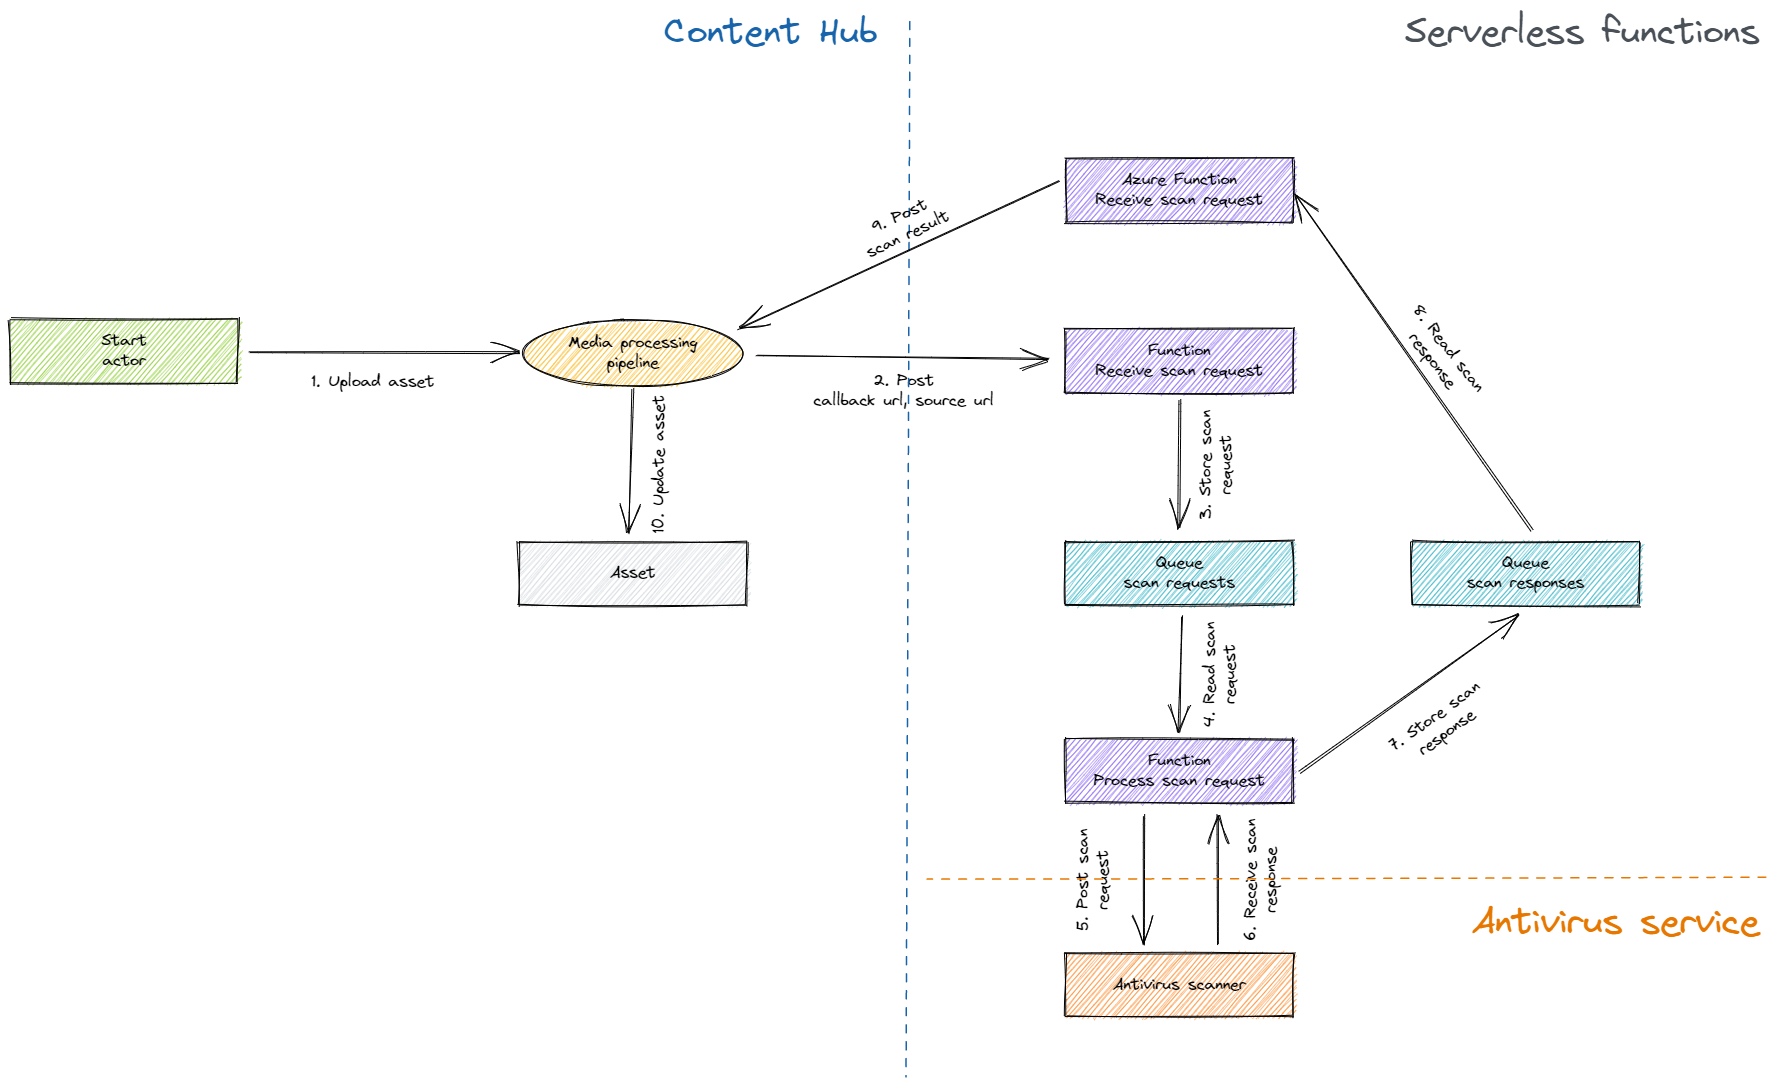 Content Hub
Serverless functions
Azure Function
Receive scan request
9. Post
scan result
8. Read scan
response
Start
actor
1. Upload asset
Media processing
pipeline
2. Post
callback url, source url
Function
Receive scan request
10. Update asset
3. Store scan
request
Asset
Queue
scan requests
Queue
scan responses
4. Read scan
request
7. Store scan
response
Function
Process scan request
5. Post scan
request
6. Receive scan
response
Antivirus service
Antivirus scanner